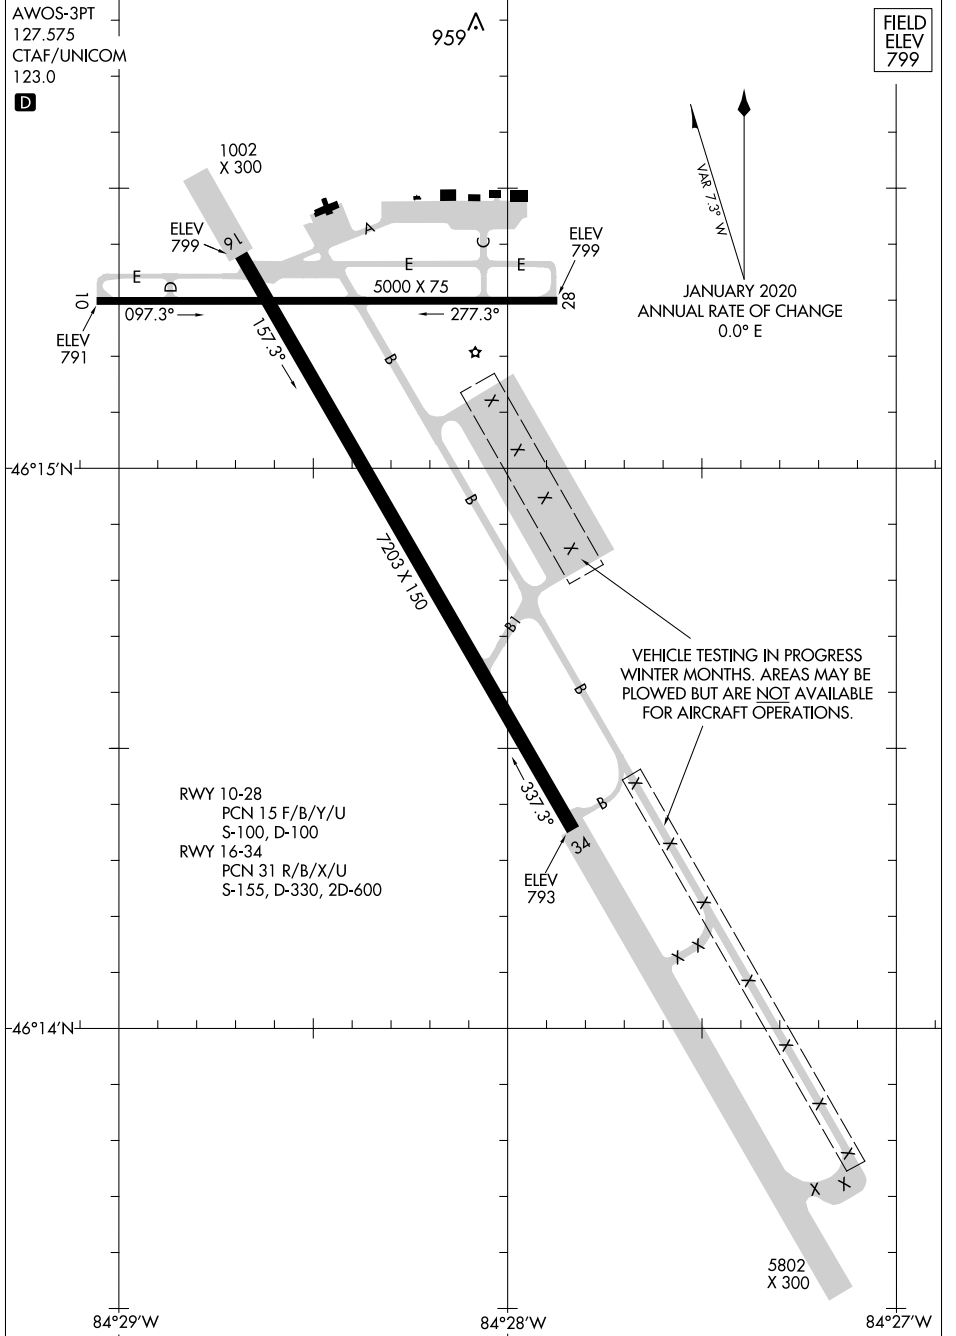 AWOS-3PT
127.575
CTAF/UNICOM
123.0
D
959
FIELD
ELEV
799
1002
X 300
VAR 7.3° W
JANUARY 2020
ANNUAL RATE OF CHANGE
0.0° E
ELEV
799
16
A
C
ELEV
799
E
D
E
E
10
5000 X 75
28
097.3°
277.3°
ELEV
791
157.3°
B
X
X
46°15'N
B
X
X
7203 X 150
B1
VEHICLE TESTING IN PROGRESS
WINTER MONTHS. AREAS MAY BE
PLOWED BUT ARE NOT AVAILABLE
FOR AIRCRAFT OPERATIONS.
B
RWY 10-28
PCN 15 F/B/Y/U
S-100, D-100
RWY 16-34
PCN 31 R/B/X/U
S-155, D-330, 2D-600
337.3°
B
34
ELEV
793
X
X
X
X
X
X
46°14'N
X
X
X
X
X
5802
X 300
84°29'W
84°28'W
84°27'W